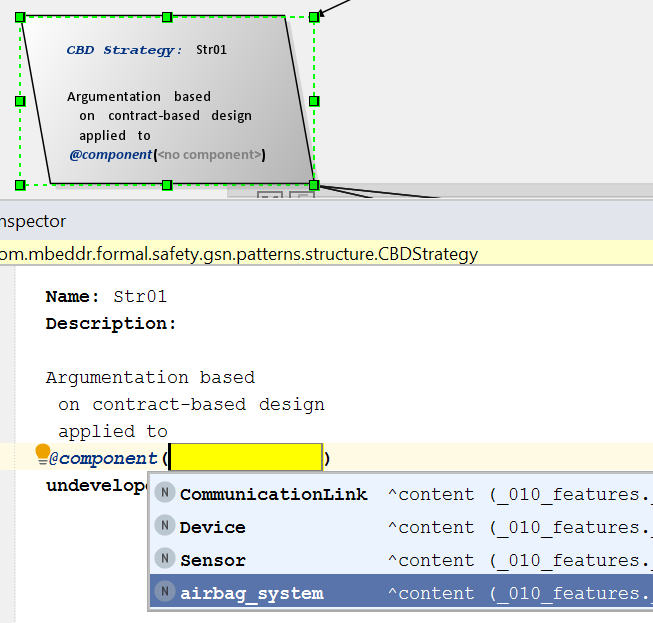 CBD Strategy: Str01
Argumentation based
on contract-based design
applied to
@component(<no component>)
nspector
om.mbeddr.formal.safety.gsn.patterns.structure.CBDStrategy
Name: Str01
Description:
Argumentation based
on contract-based design
applied to
@component( )
undevelope
N CommunicationLink ^content (_010_features.
N Device ^content (_010_features.
N Sensor ^content (_010_features.
N airbag_system ^content (_010_features.